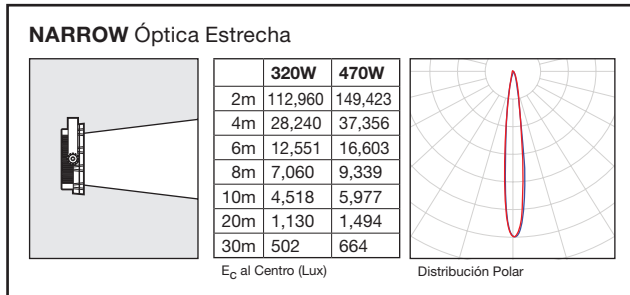 NARROW Óptica Estrecha
320W 470W
2m 112,960 149,423
4m 28,240 37,356
6m 12,551 16,603
8m 7,060 9,339
10m 4,518 5,977
20m 1,130 1,494
30m 502 664
EC al Centro (Lux)
Distribución Polar